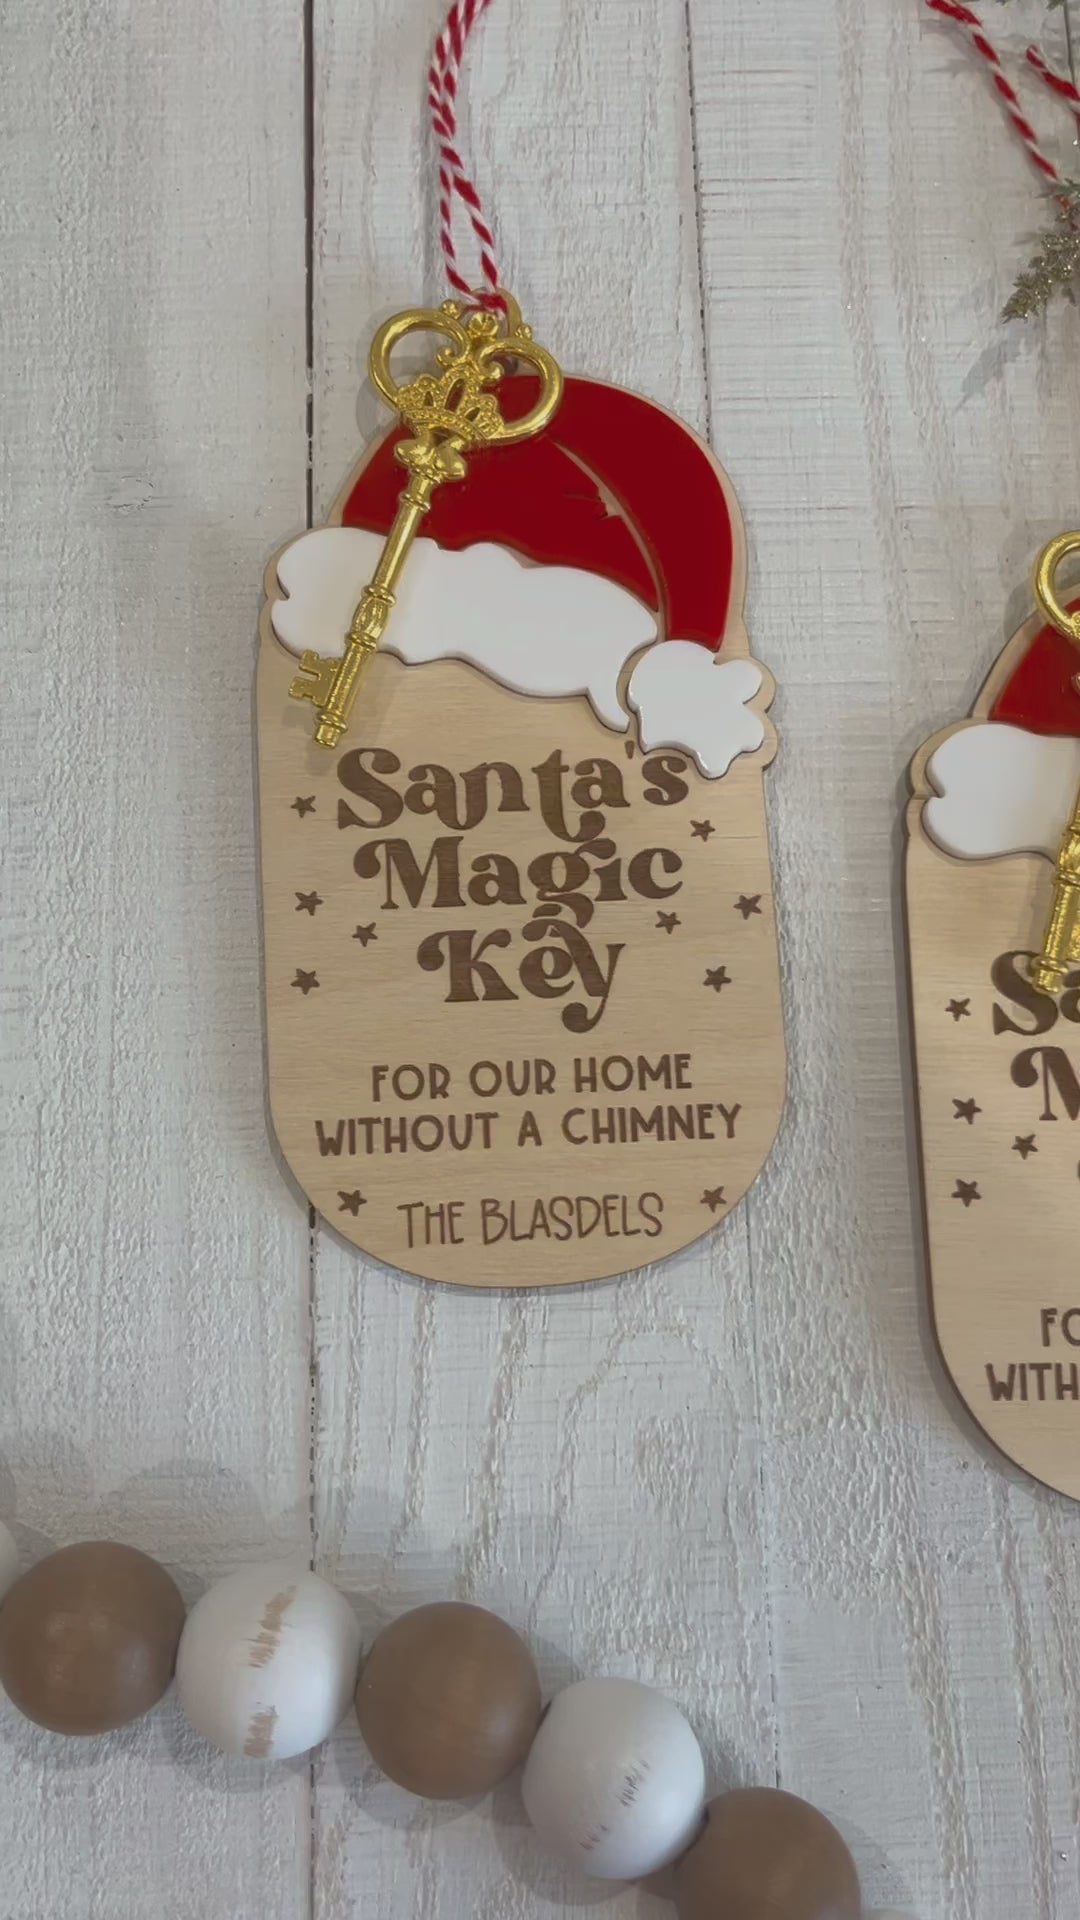 Santa's
Magic
Key
FOR OUR HOME
WITHOUT A CHIMNEY
THE BLASDELS